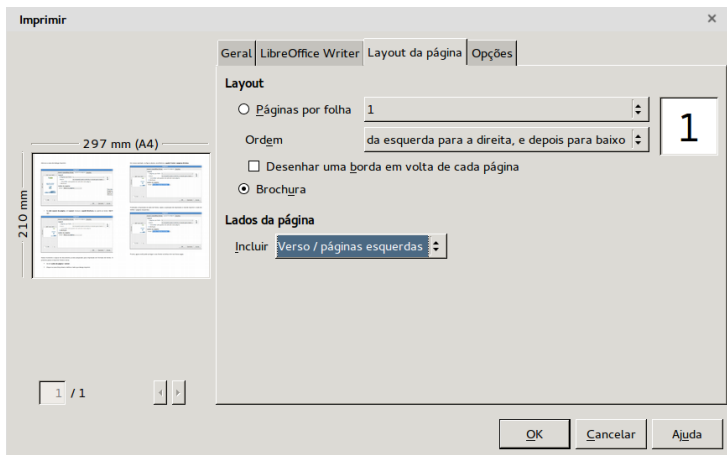 Imprimir
×
Geral LibreOffice Writer Layout da página Opções
Layout
Páginas por folha 1
1
Ordem da esquerda para a direita, e depois para baixo
Desenhar uma borda em volta de cada página
Brochura
Lados da página
Incluir Verso / páginas esquerdas
297 mm (A4)
210 mm
1 / 1
OK Cancelar Ajuda